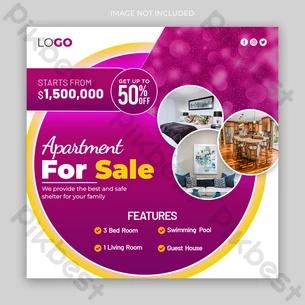 IMAGE NOT INCLUDED
LOGO
STARTS FROM
$1,500,000
GET UP TO
50%
OFF
Apartment
For Sale
We provide the best and safe
shelter for your family
FEATURES
3 Bed Room
Swimming Pool
1 Living Room
Guest House
pikbest